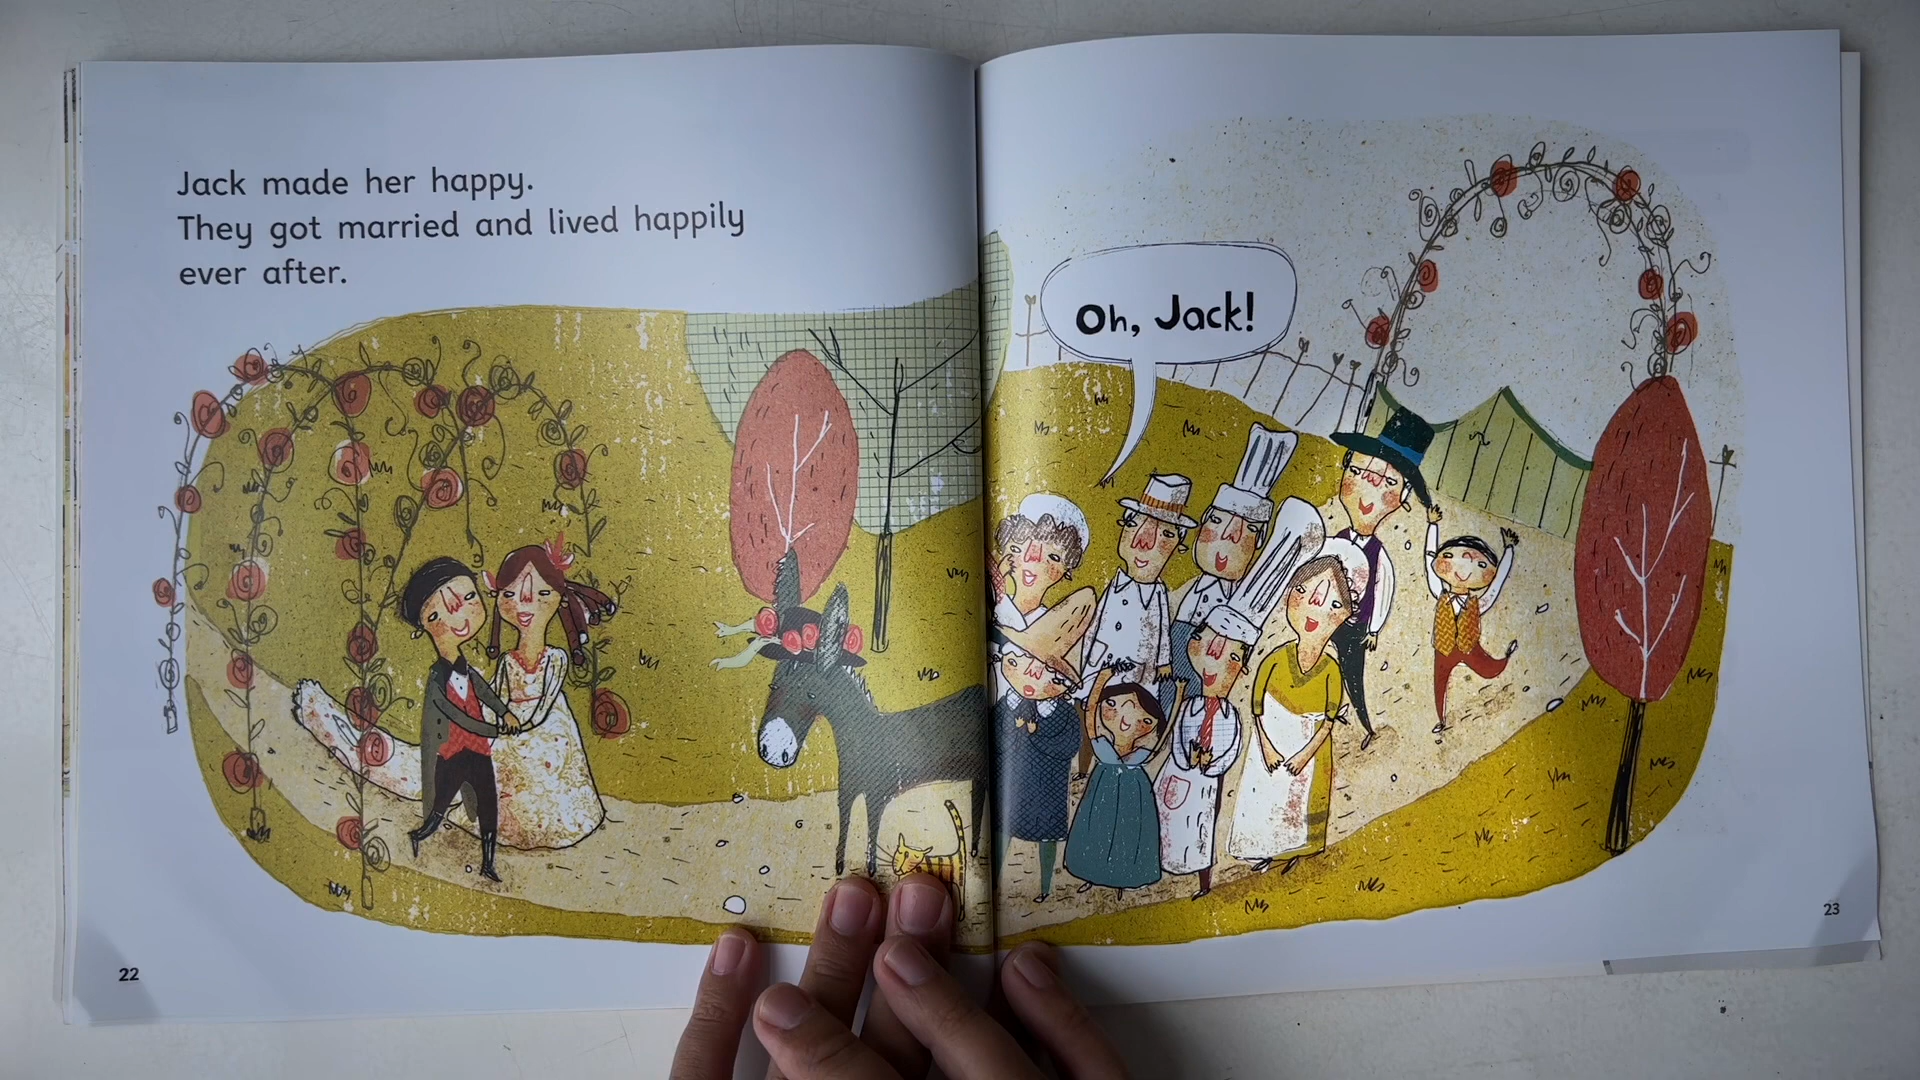 Jack made her happy.
They got married and lived happily
ever after.
Oh, Jack!
22
23